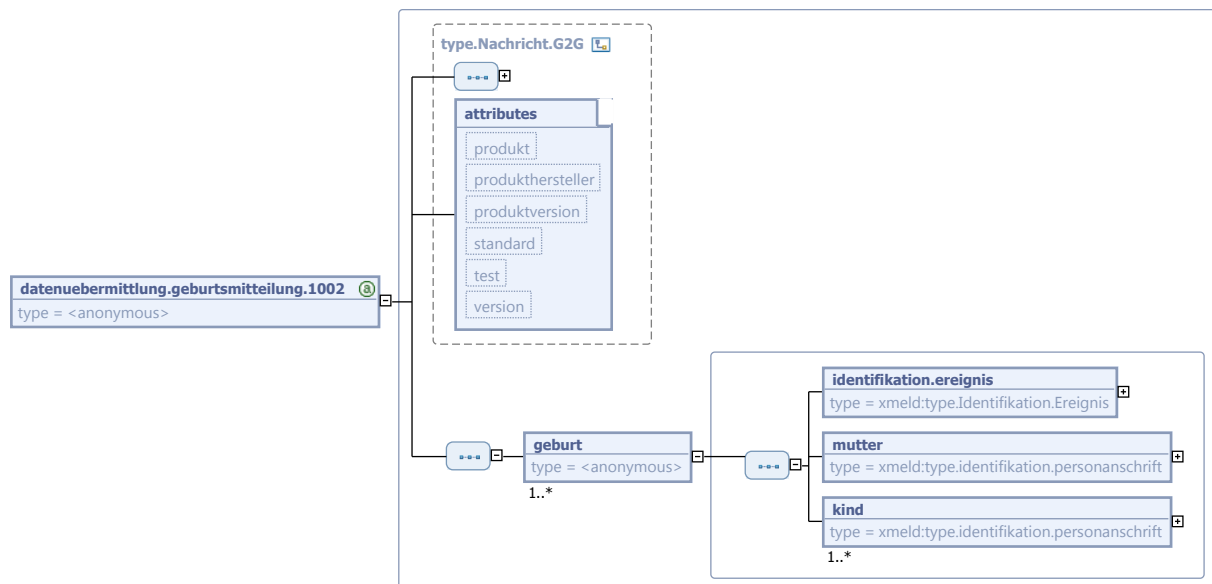 type.Nachricht.G2G
attributes
produkt
produkthersteller
produktversion
standard
test
version
datenuebermittlung.geburtsmitteilung.1002 a
type = <anonymous>
identifikation.ereignis
type = xmeld:type.Identifikation.Ereignis
geburt
type = <anonymous>
1..*
mutter
type = xmeld:type.identifikation.personanschrift
kind
type = xmeld:type.identifikation.personanschrift
1..*